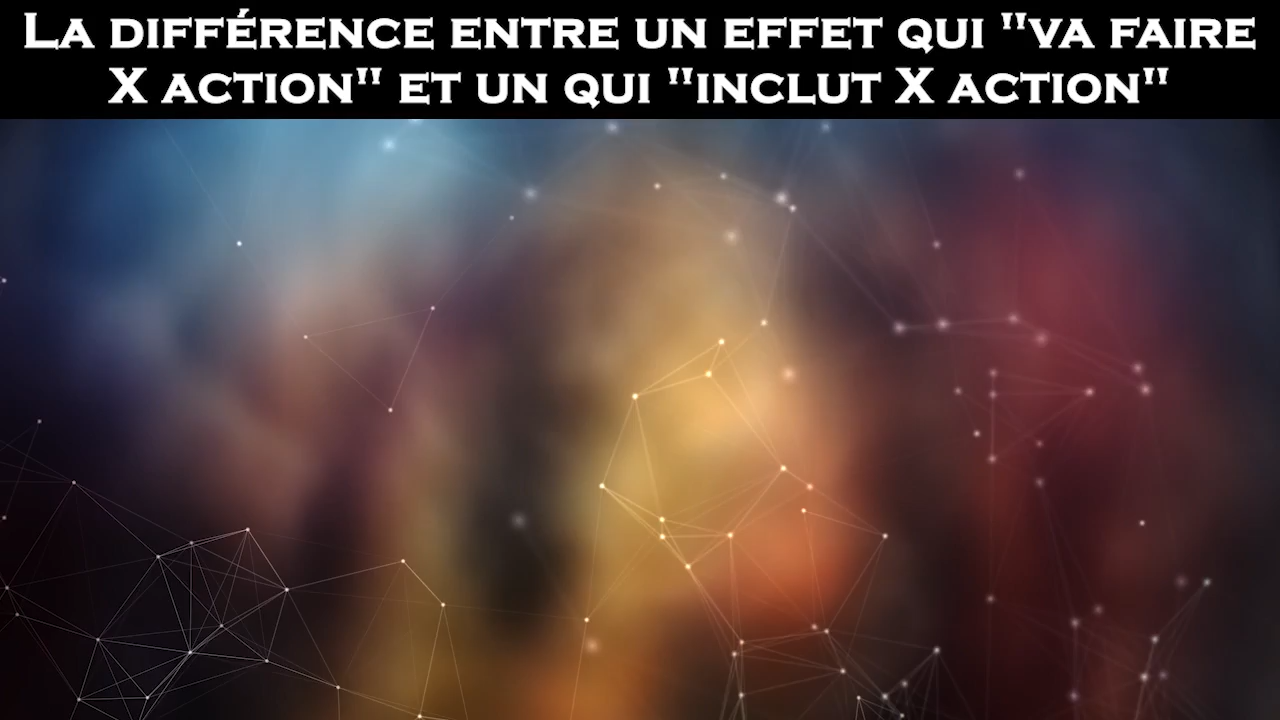 La différence entre un effet qui "va faire
X action" et un qui "inclut X action"